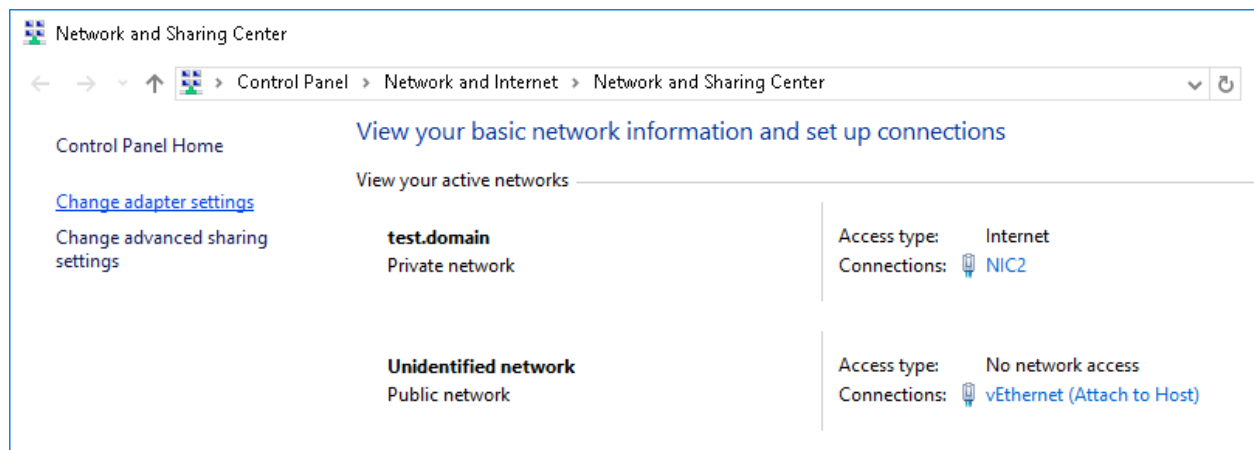 Network and Sharing Center
Control Panel > Network and Internet > Network and Sharing Center
Control Panel Home
Change adapter settings
Change advanced sharing
settings
View your basic network information and set up connections
View your active networks
test.domain
Private network
Access type: Internet
Connections: NIC2
Unidentified network
Public network
Access type: No network access
Connections: vEthernet (Attach to Host)